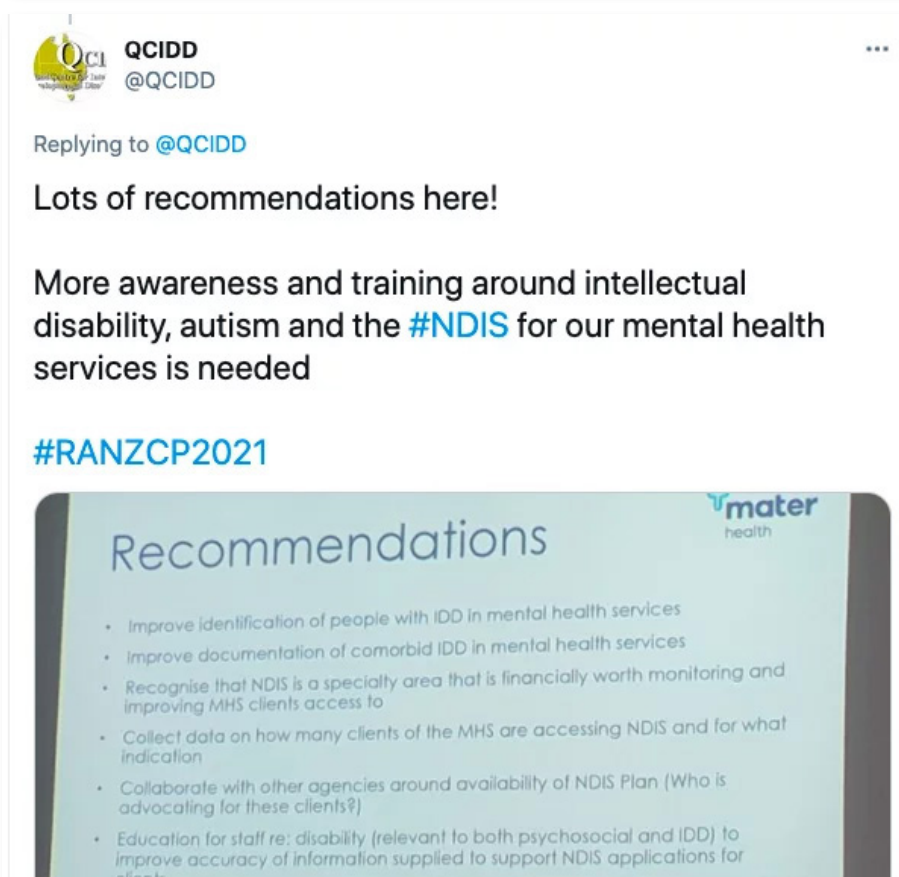 QCIDD
@QCIDD
Replying to @QCIDD
Lots of recommendations here!
More awareness and training around intellectual
disability, autism and the #NDIS for our mental health
services is needed
#RANZCP2021
mater
health
Recommendations
• Improve identification of people with IDD in mental health services
• Improve documentation of comorbid IDD in mental health services
• Recognise that NDIS is a specialty area that is financially worth monitoring and
improving MHS clients access to
• Collect data on how many clients of the MHS are accessing NDIS and for what
indication
• Collaborate with other agencies around availability of NDIS Plan (Who is
advocating for these clients?)
• Education for staff re: disability (relevant to both psychosocial and IDD) to
improve accuracy of information supplied to support NDIS applications for